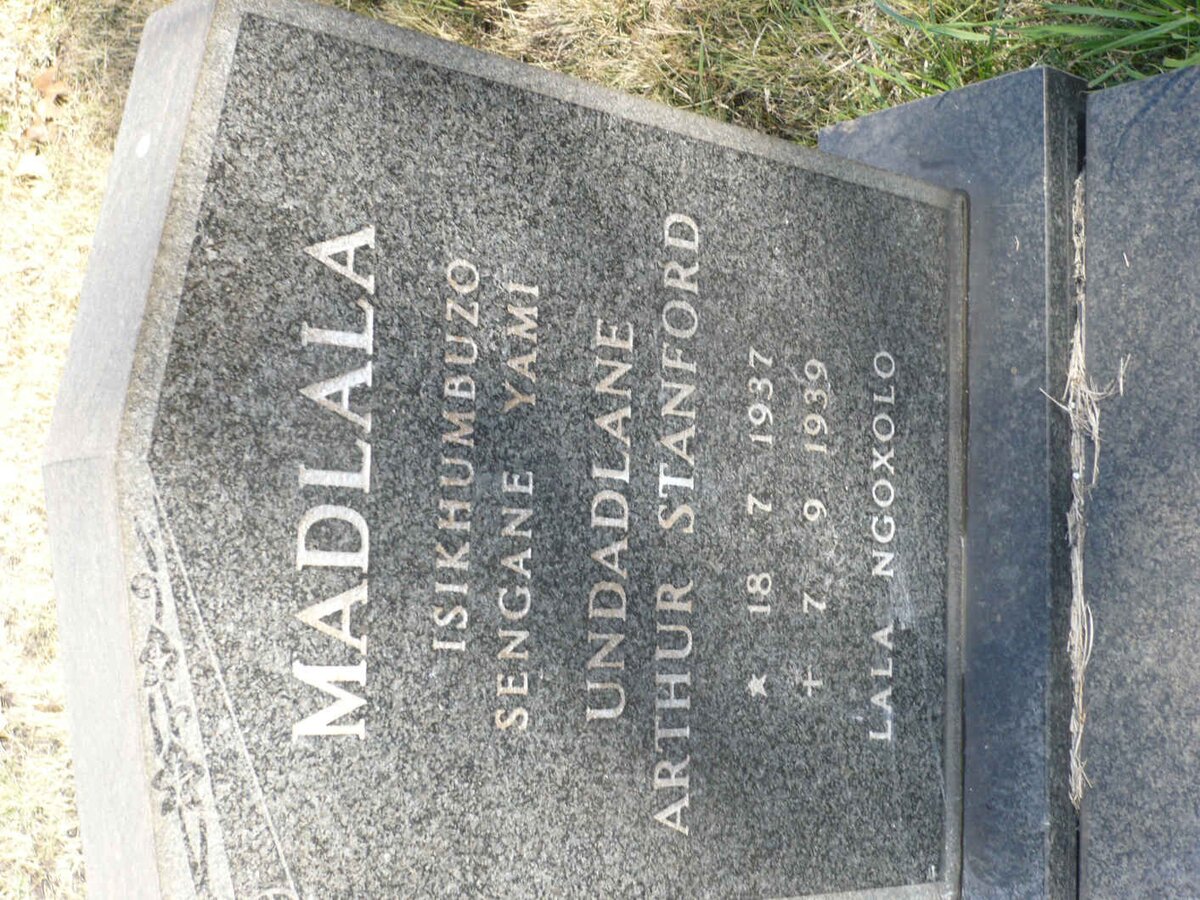 MADLALA
ISIKHUMBUZO
SENGANE YAMI
UNDADLANE
ARTHUR STANFORD
★ 18 7 1937
✝ 7 9 1939
LALA NGOXOLO